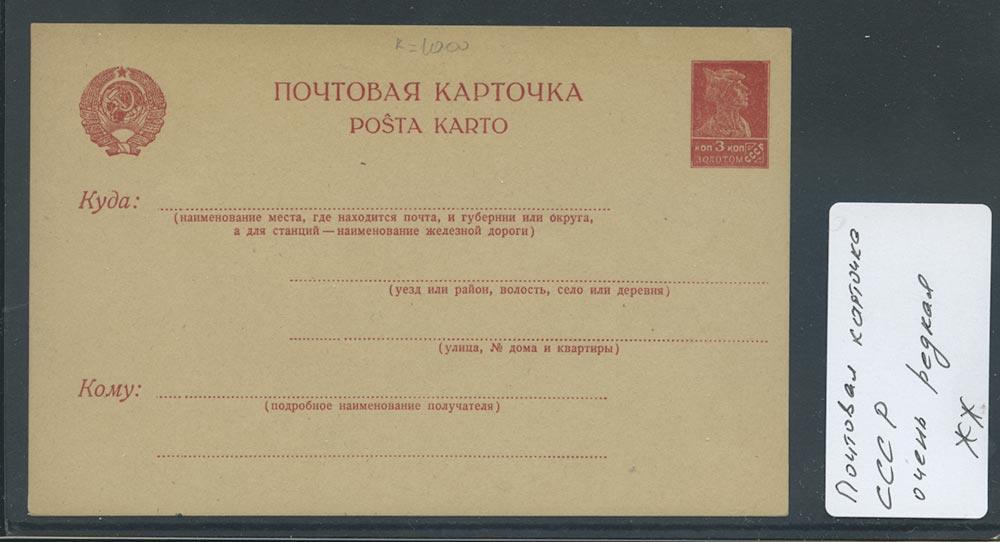 к=1000
ПОЧТОВАЯ КАРТОЧКА
POŜTA KARTO
КОП 3 КОП
ЗОЛОТОМ СССР
Куда:
(наименование места, где находится почта, и губернии или округа,
а для станций — наименование железной дороги)
(уезд или район, волость, село или деревня)
(улица, № дома и квартиры)
Кому:
(подробное наименование получателя)
Почтовая карточка
СССР
очень редкая
ЖЖ